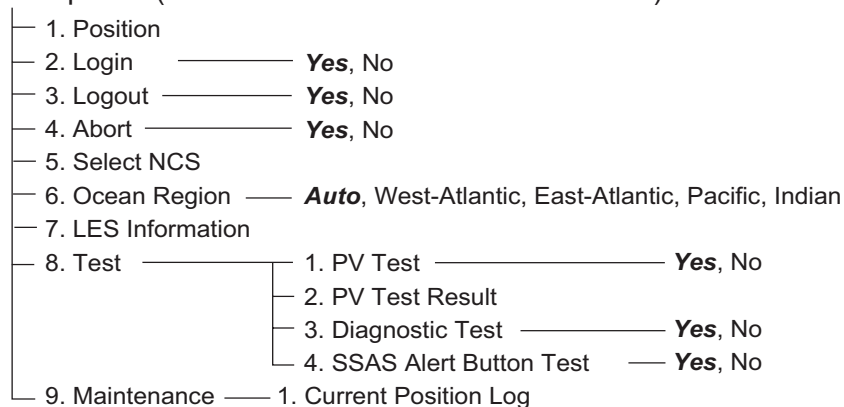 1. Position
2. Login Yes, No
3. Logout Yes, No
4. Abort Yes, No
5. Select NCS
6. Ocean Region Auto, West-Atlantic, East-Atlantic, Pacific, Indian
7. LES Information
8. Test 1. PV Test Yes, No
2. PV Test Result
3. Diagnostic Test Yes, No
4. SSAS Alert Button Test Yes, No
9. Maintenance 1. Current Position Log